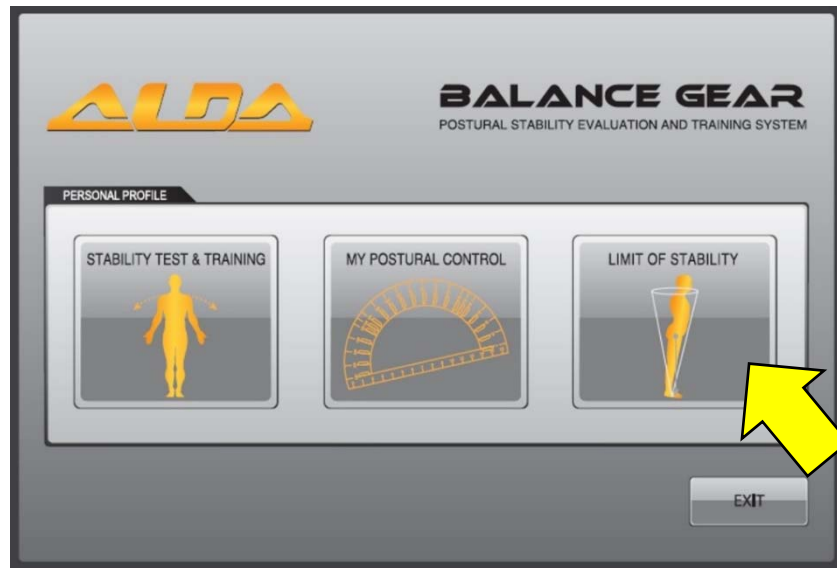 ALDA
BALANCE GEAR
POSTURAL STABILITY EVALUATION AND TRAINING SYSTEM
PERSONAL PROFILE
STABILITY TEST & TRAINING
MY POSTURAL CONTROL
LIMIT OF STABILITY
EXIT